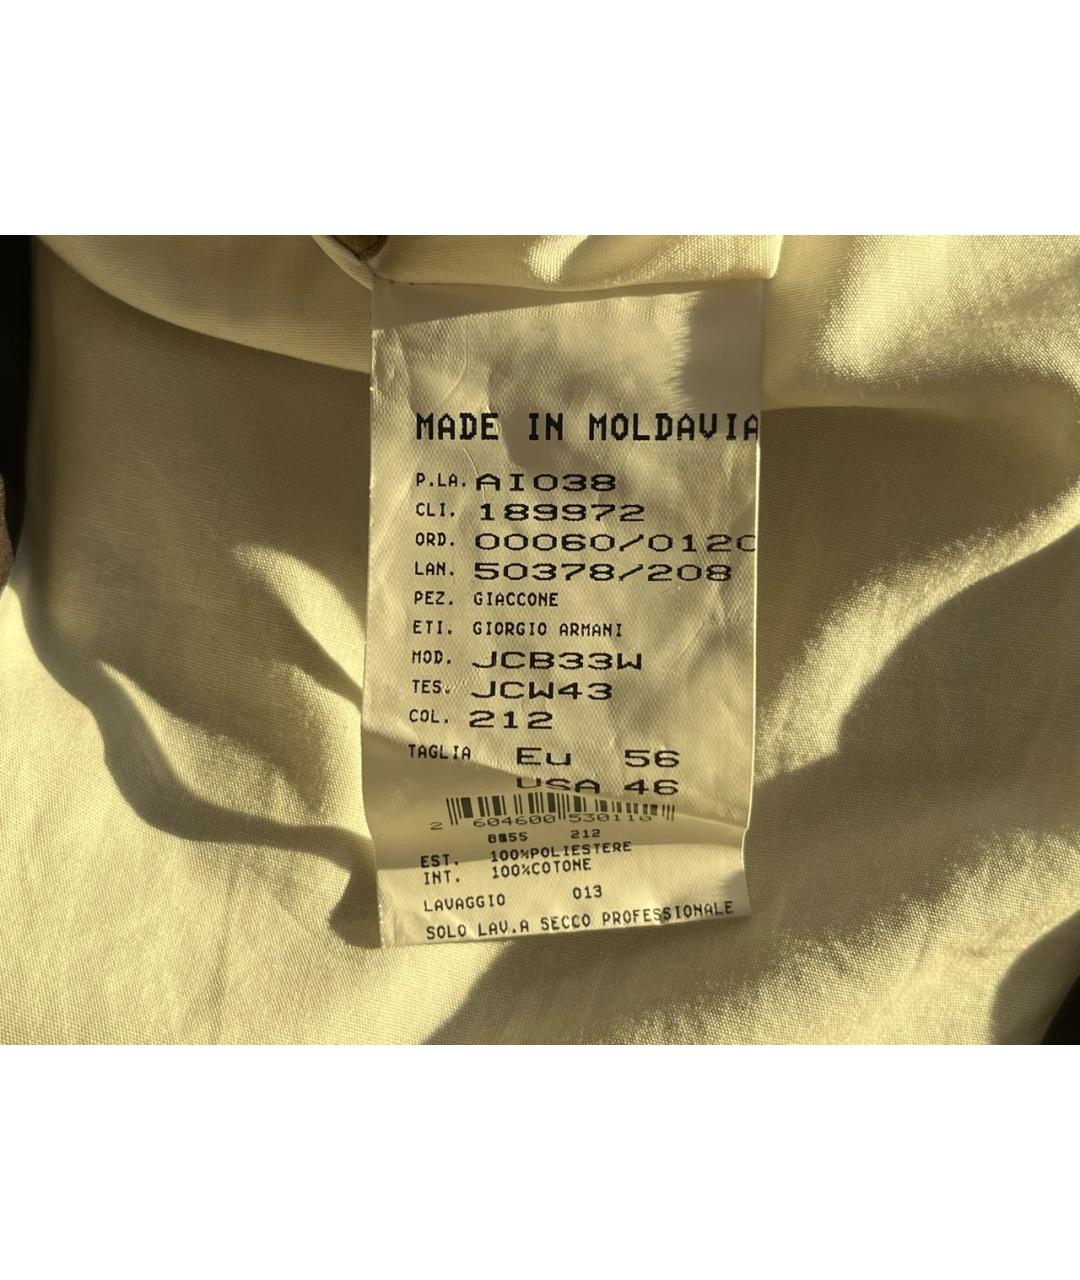 MADE IN MOLDAVIA
P.LA. AI038
CLI. 189972
ORD. 00060/0120
LAN. 50378/208
PEZ. GIACCONE
ETI. GIORGIO ARMANI
MOD. JCB33W
TES. JCW43
COL. 212
TAGLIA Eu 56
USA 46
2 604600 530116
212
EST. 100%POLIESTERE
INT. 100%COTONE
LAVAGGIO 013
SOLO LAV.A SECCO PROFESSIONALE